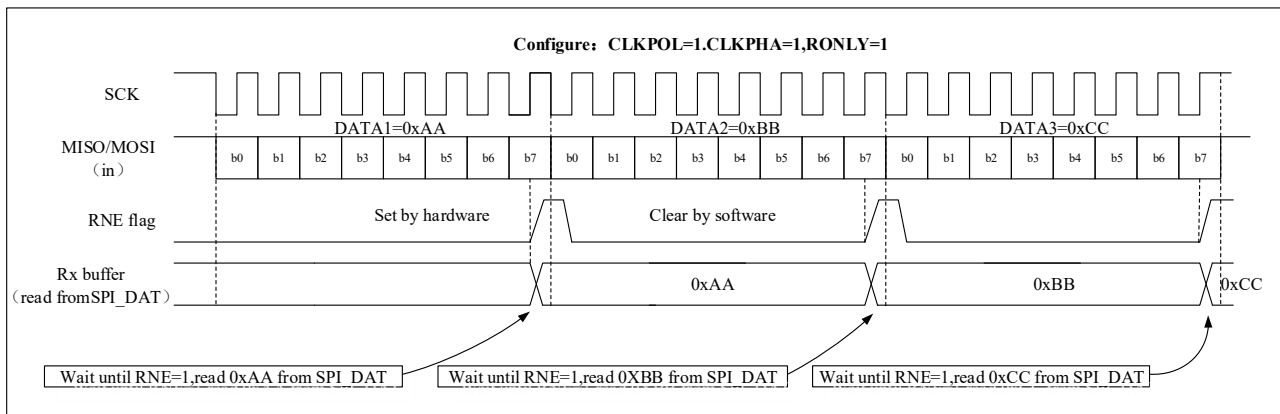 Configure：CLKPOL=1.CLKPHA=1,RONLY=1
SCK
DATA1=0xAA DATA2=0xBB DATA3=0xCC
MISO/MOSI
（in）
b0 b1 b2 b3 b4 b5 b6 b7 b0 b1 b2 b3 b4 b5 b6 b7 b0 b1 b2 b3 b4 b5 b6 b7
RNE flag
Set by hardware Clear by software
Rx buffer
（read fromSPI_DAT）
0xAA 0xBB 0xCC
Wait until RNE=1,read 0xAA from SPI_DAT
Wait until RNE=1,read 0XBB from SPI_DAT
Wait until RNE=1,read 0xCC from SPI_DAT